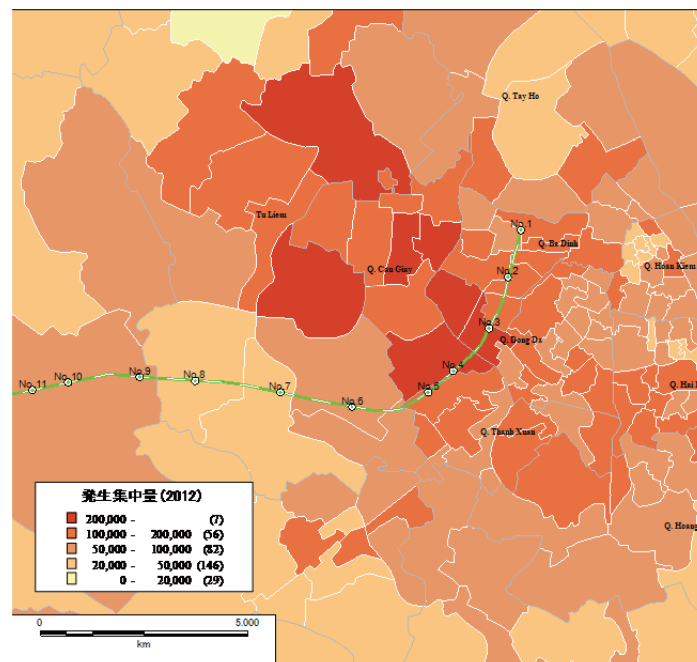 Q. Tay Ho
Tu Liem
No.1
Q. Ba Dinh
Q. Hoan Kiem
Q. Cau Giay
No.2
No.3
Q. Dong Da
No.4
No.11
No.10
No.9
No.8
No.7
No.5
No.6
Q. Hai
Q. Thanh Xuan
Q. Hoang
発生集中量(2012)
200,000 - (7)
100,000 - 200,000 (56)
50,000 - 100,000 (82)
20,000 - 50,000 (146)
0 - 20,000 (29)
0 5.000
km